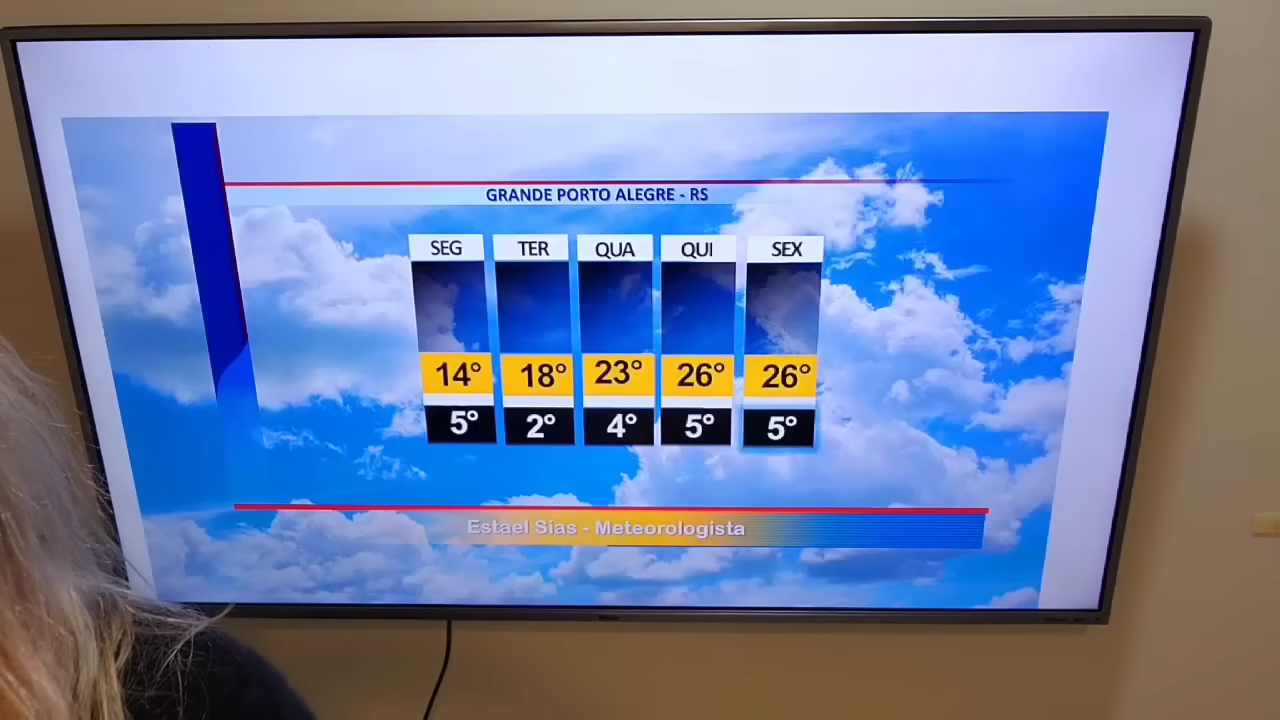 GRANDE PORTO ALEGRE - RS
SEG TER QUA QUI SEX
14° 18° 23° 26° 26°
5° 2° 4° 5° 5°
Estael Sias - Meteorologista